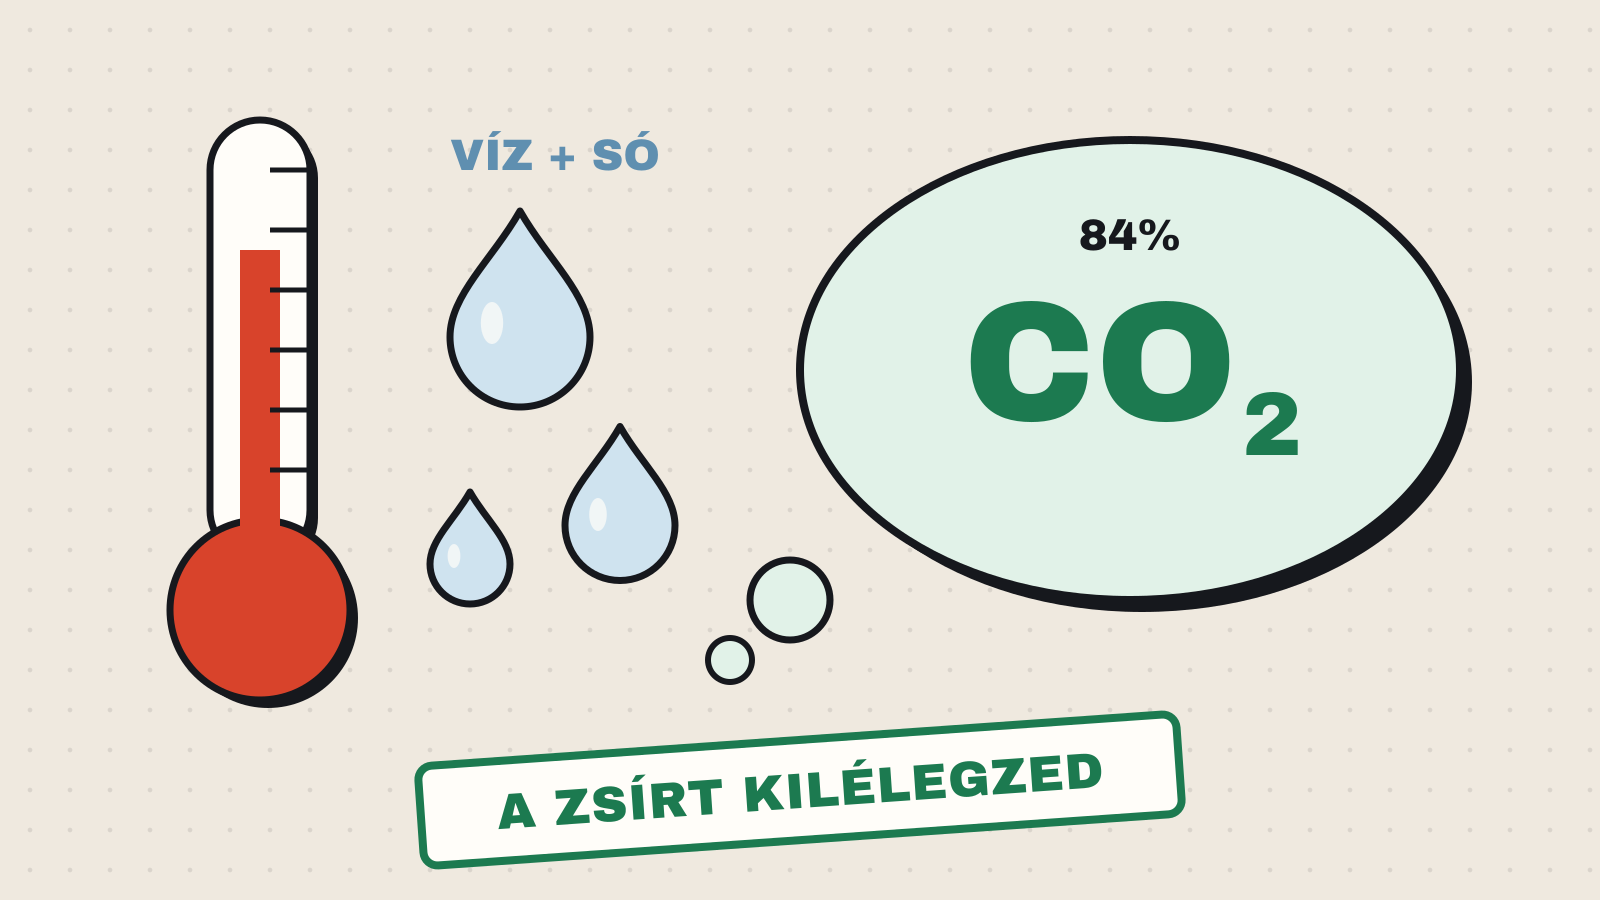 VÍZ + SÓ
84%
CO₂
A ZSÍRT KILÉLEGZED